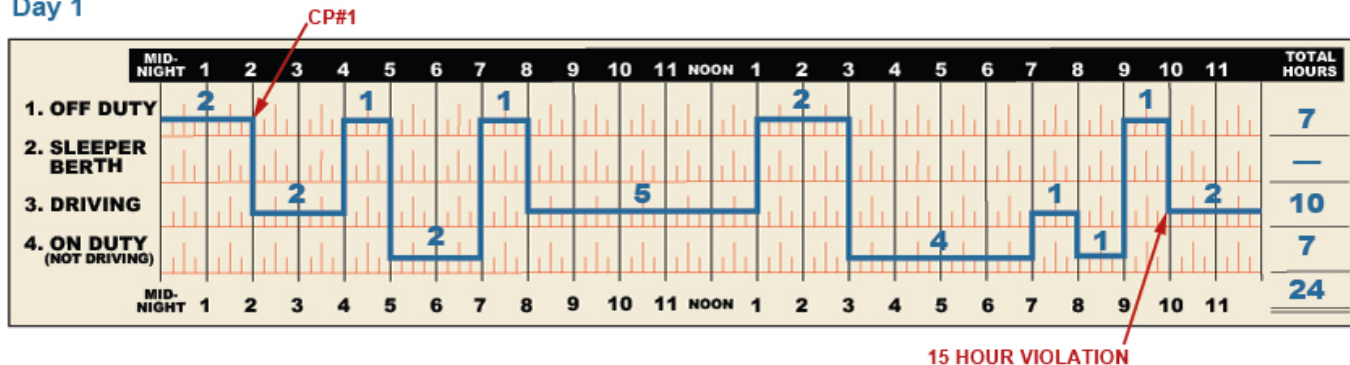 Day 1
CP#1
MID-NIGHT 1 2 3 4 5 6 7 8 9 10 11 NOON 1 2 3 4 5 6 7 8 9 10 11 TOTAL HOURS
1. OFF DUTY 2 1 1 2 1 7
2. SLEEPER BERTH —
3. DRIVING 2 5 1 2 10
4. ON DUTY (NOT DRIVING) 2 4 1 7
MID-NIGHT 1 2 3 4 5 6 7 8 9 10 11 NOON 1 2 3 4 5 6 7 8 9 10 11 24
15 HOUR VIOLATION